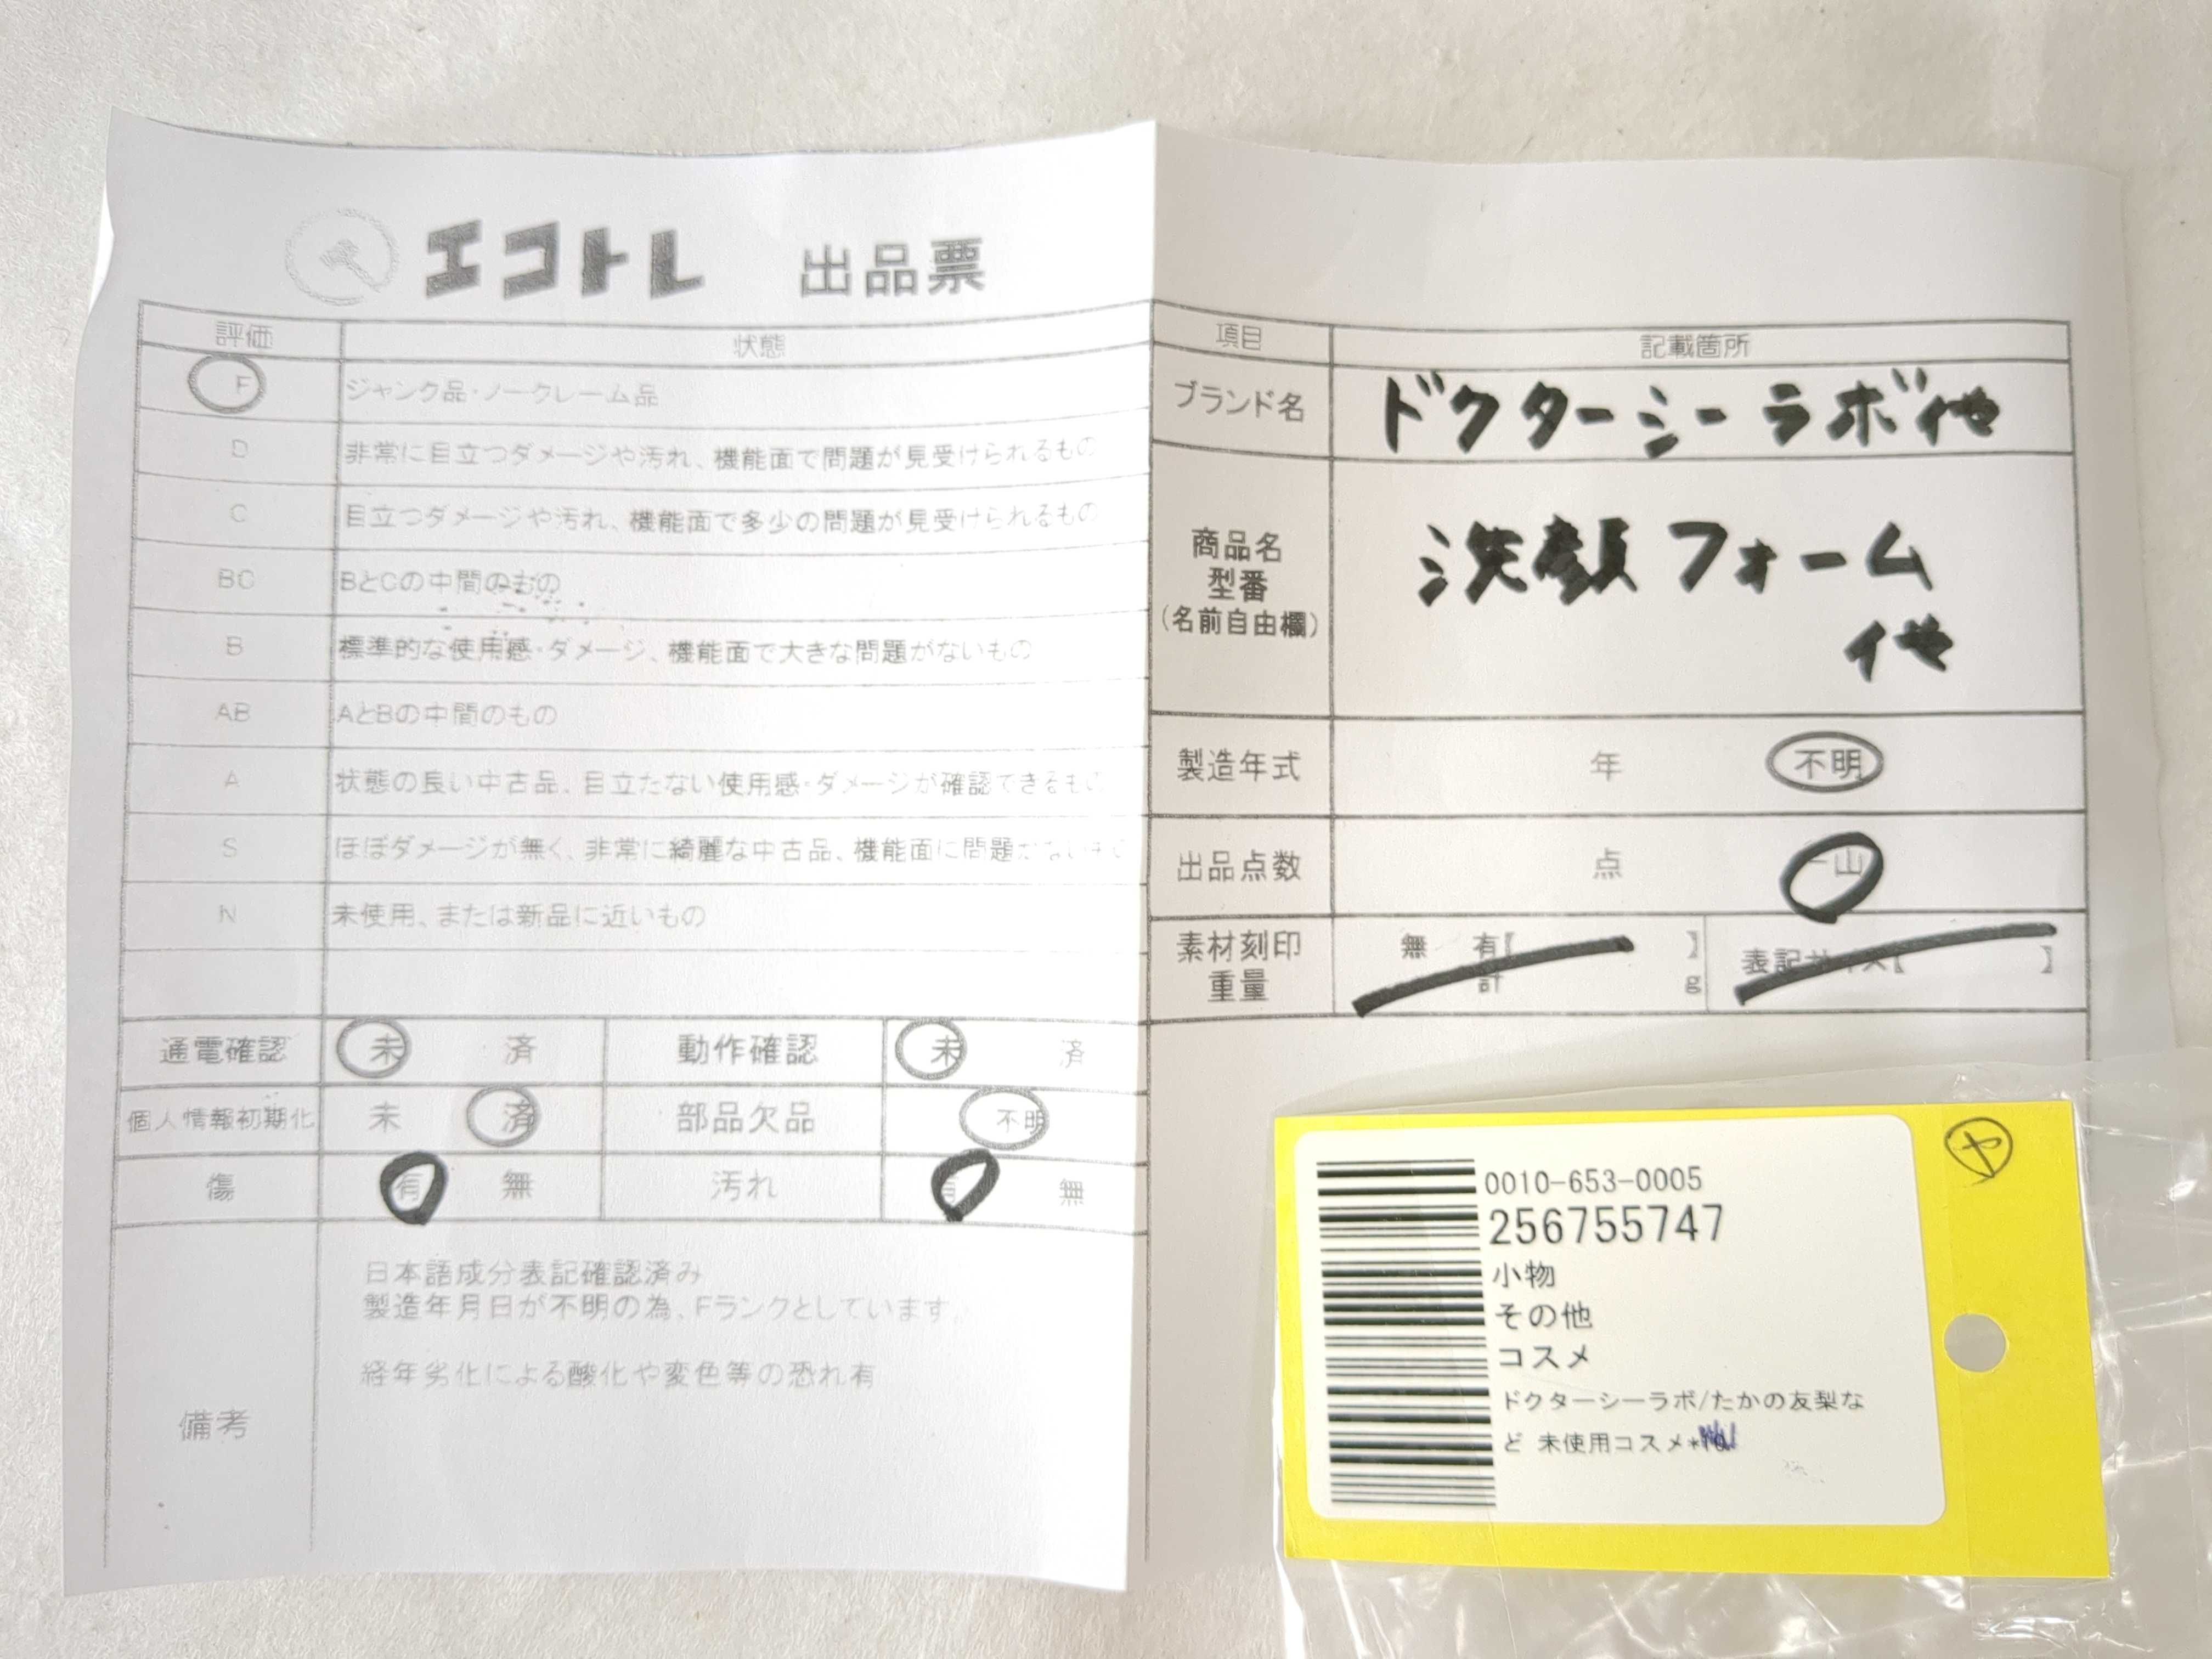 エコトレ 出品票
評価 状態
F ジャンク品・ノークレーム品
D 非常に目立つダメージや汚れ、機能面で問題が見受けられるもの
C 目立つダメージや汚れ、機能面で多少の問題が見受けられるもの
BC BとCの中間のもの
B 標準的な使用感・ダメージ、機能面で大きな問題がないもの
AB AとBの中間のもの
A 状態の良い中古品、目立たない使用感・ダメージが確認できるもの
S ほぼダメージが無く、非常に綺麗な中古品、機能面に問題がないもの
N 未使用、または新品に近いもの
通電確認 未 済 動作確認 未 済
個人情報初期化 未 済 部品欠品 不明
傷 有 無 汚れ 有 無
備考
日本語成分表記確認済み
製造年月日が不明の為、Fランクとしています。
経年劣化による酸化や変色等の恐れ有
項目 記載箇所
ブランド名 ドクターシーラボ他
商品名
型番
(名前自由欄)
洗顔フォーム
他
製造年式 年 不明
出品点数 点 一山
素材刻印 無 有【 】 表記サイズ【 】
重量 計 g
や
0010-653-0005
256755747
小物
その他
コスメ
ドクターシーラボ/たかの友梨な
ど 未使用コスメ*